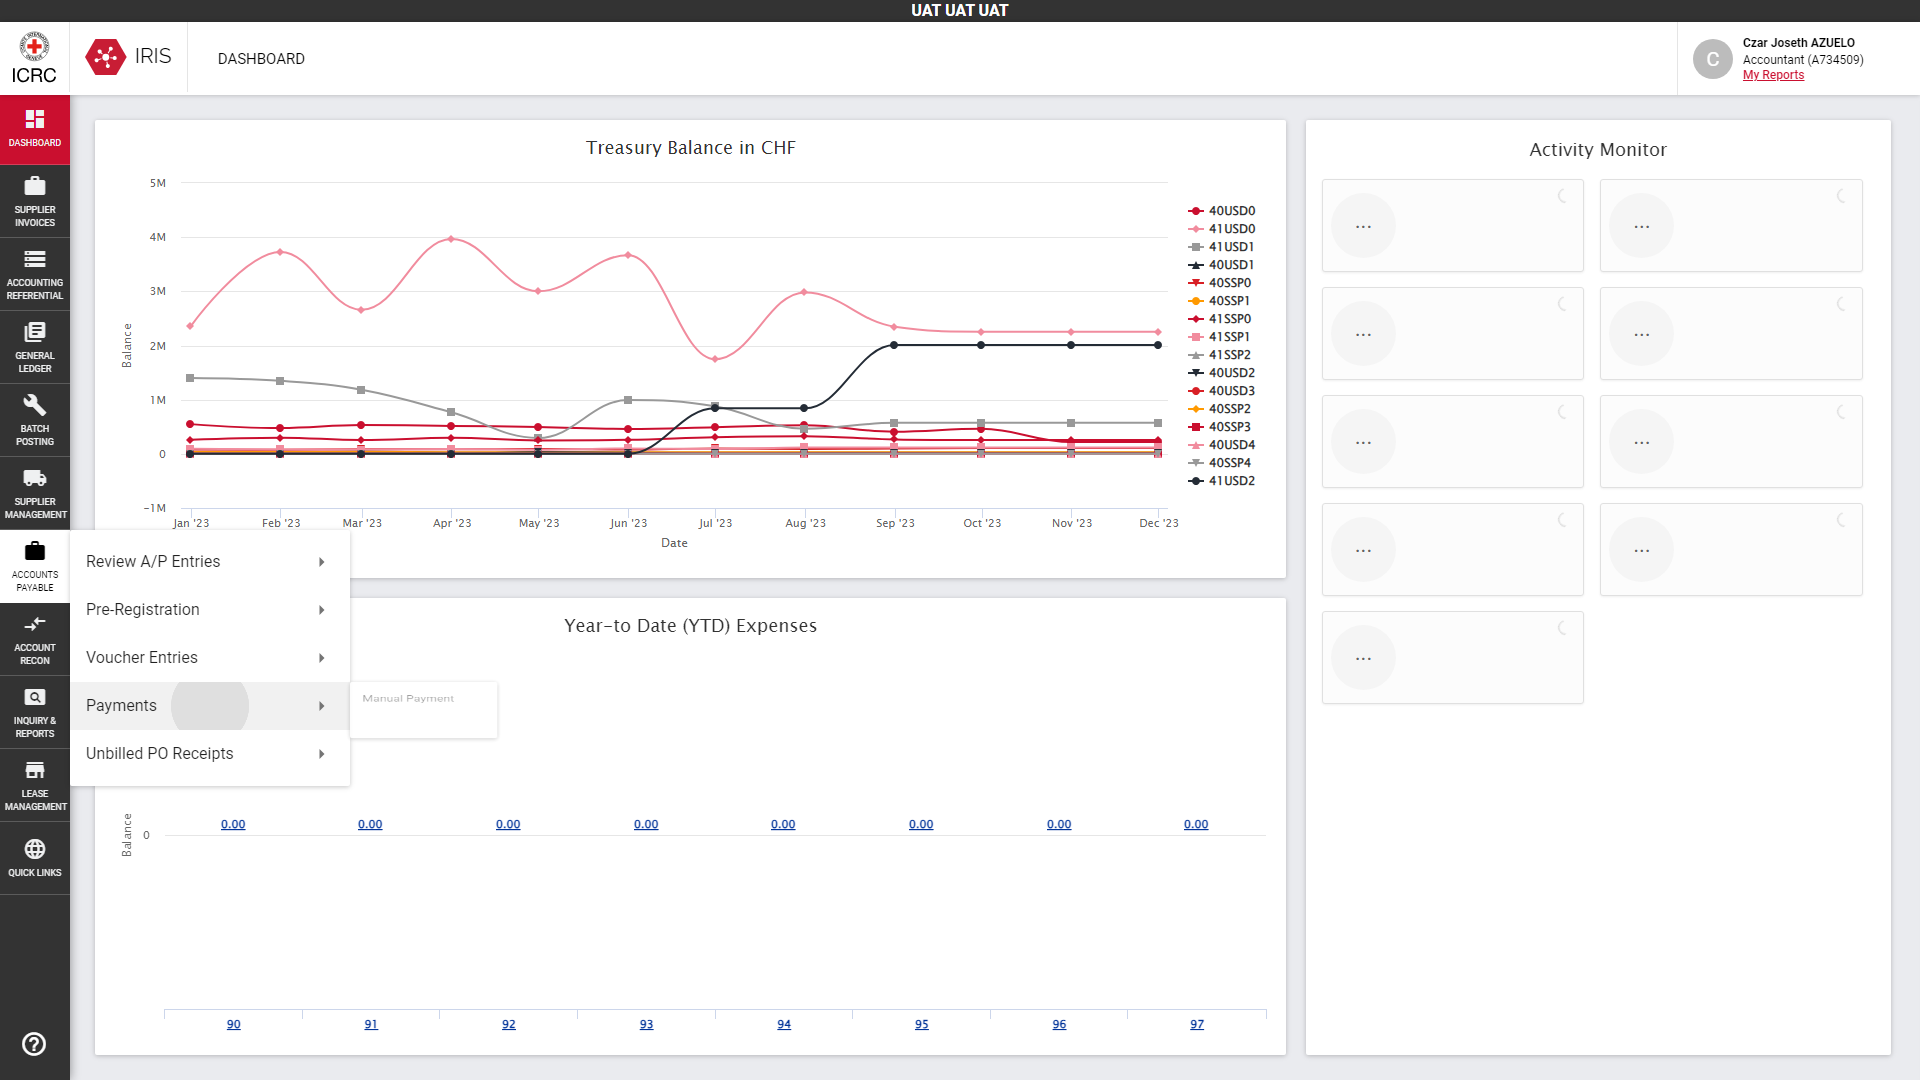 UAT UAT UAT
ICRC
IRIS
DASHBOARD
C
Czar Joseth AZUELO
Accountant (A734509)
My Reports
DASHBOARD
SUPPLIER
INVOICES
ACCOUNTING
REFERENTIAL
GENERAL
LEDGER
BATCH
POSTING
SUPPLIER
MANAGEMENT
ACCOUNTS
PAYABLE
ACCOUNT
RECON
INQUIRY &
REPORTS
LEASE
MANAGEMENT
QUICK LINKS
Treasury Balance in CHF
5M
4M
3M
2M
1M
0
-1M
Balance
Jan '23
Feb '23
Mar '23
Apr '23
May '23
Jun '23
Jul '23
Aug '23
Sep '23
Oct '23
Nov '23
Dec '23
Date
40USD0
41USD0
41USD1
40USD1
40SSP0
40SSP1
41SSP0
41SSP1
41SSP2
40USD2
40USD3
40SSP2
40SSP3
40USD4
40SSP4
41USD2
Review A/P Entries
Pre-Registration
Voucher Entries
Payments
Unbilled PO Receipts
Manual Payment
Year-to Date (YTD) Expenses
Balance
0
0.00
0.00
0.00
0.00
0.00
0.00
0.00
0.00
90
91
92
93
94
95
96
97
Activity Monitor
...
...
...
...
...
...
...
...
...